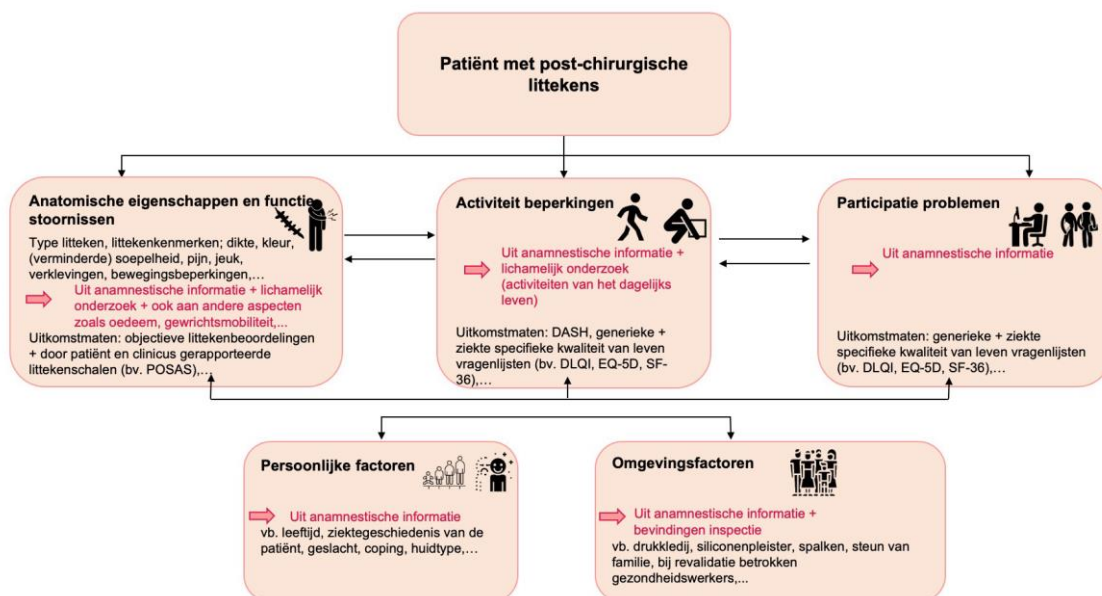 Patiënt met post-chirurgische
littekens
Anatomische eigenschappen en functie
stoornissen
Type litteken, littekenkenmerken; dikte, kleur,
(verminderde) soepelheid, pijn, jeuk,
verklevingen, bewegingsbeperkingen,…
Uit anamnestische informatie + lichamelijk
onderzoek + ook aan andere aspecten
zoals oedeem, gewrichtsmobiliteit,...
Uitkomstmaten: objectieve littekenbeoordelingen
+ door patiënt en clinicus gerapporteerde
littekenschalen (bv. POSAS),…
Activiteit beperkingen
Uit anamnestische informatie +
lichamelijk onderzoek
(activiteiten van het dagelijks
leven)
Uitkomstmaten: DASH, generieke +
ziekte specifieke kwaliteit van leven
vragenlijsten (bv. DLQI, EQ-5D, SF-
36),…
Participatie problemen
Uit anamnestische informatie
Uitkomstmaten: generieke + ziekte
specifieke kwaliteit van leven vragenlijsten
(bv. DLQI, EQ-5D, SF-36),…
Persoonlijke factoren
Uit anamnestische informatie
vb. leeftijd, ziektegeschiedenis van de
patiënt, geslacht, coping, huidtype,…
Omgevingsfactoren
Uit anamnestische informatie +
bevindingen inspectie
vb. drukkledij, siliconenpleister, spalken, steun van
familie, bij revalidatie betrokken
gezondheidswerkers,...